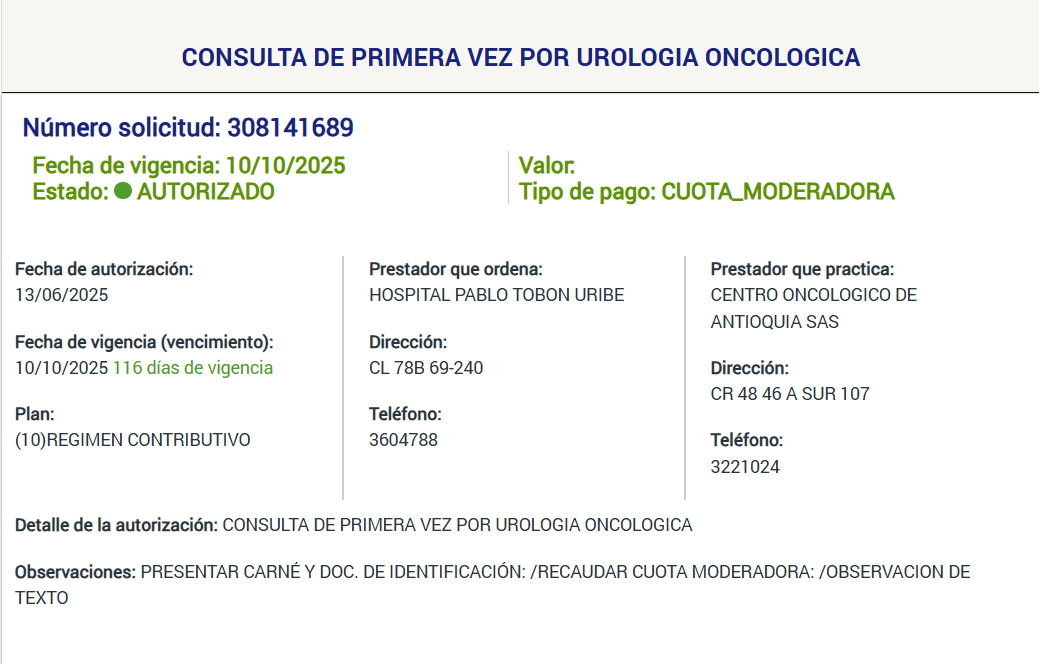 CONSULTA DE PRIMERA VEZ POR UROLOGIA ONCOLOGICA
Número solicitud: 308141689
Fecha de vigencia: 10/10/2025
Estado: AUTORIZADO
Valor:
Tipo de pago: CUOTA_MODERADORA
Fecha de autorización:
13/06/2025
Fecha de vigencia (vencimiento):
10/10/2025 116 días de vigencia
Plan:
(10)REGIMEN CONTRIBUTIVO
Prestador que ordena:
HOSPITAL PABLO TOBON URIBE
Dirección:
CL 78B 69-240
Teléfono:
3604788
Prestador que practica:
CENTRO ONCOLOGICO DE
ANTIOQUIA SAS
Dirección:
CR 48 46 A SUR 107
Teléfono:
3221024
Detalle de la autorización: CONSULTA DE PRIMERA VEZ POR UROLOGIA ONCOLOGICA
Observaciones: PRESENTAR CARNÉ Y DOC. DE IDENTIFICACIÓN: /RECAUDAR CUOTA MODERADORA: /OBSERVACION DE
TEXTO